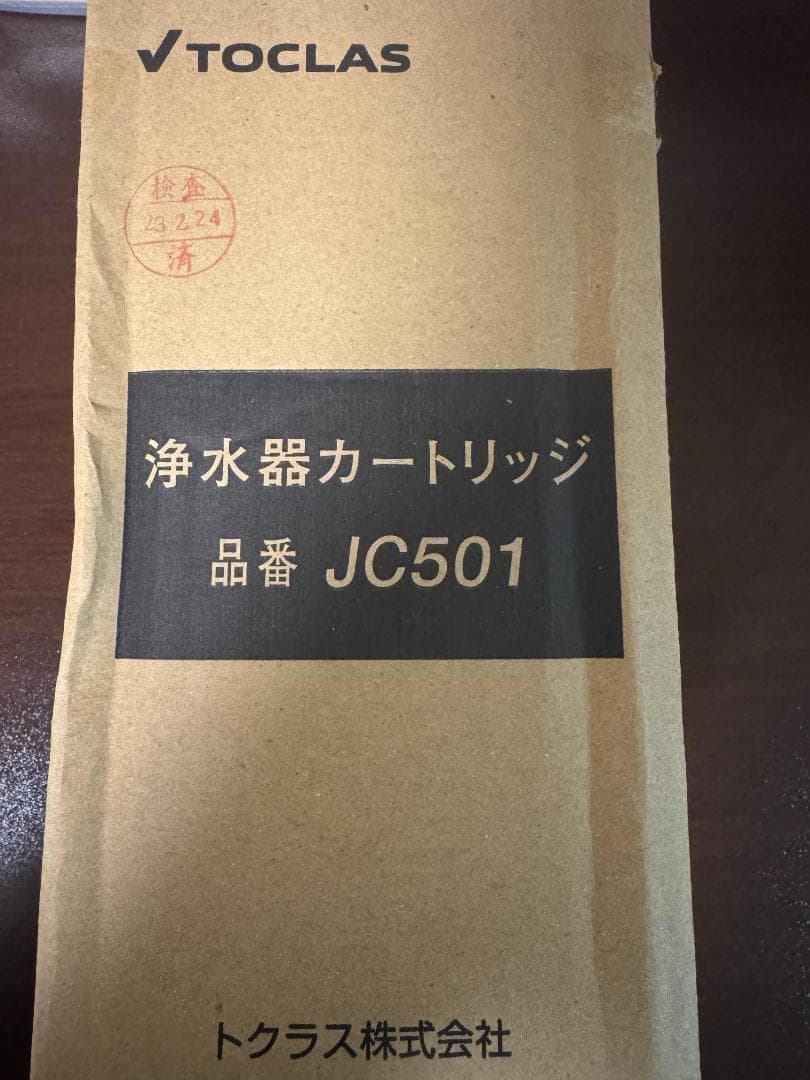 TOCLAS
検査
23.2.24
済
浄水器カートリッジ
品番 JC501
トクラス株式会社